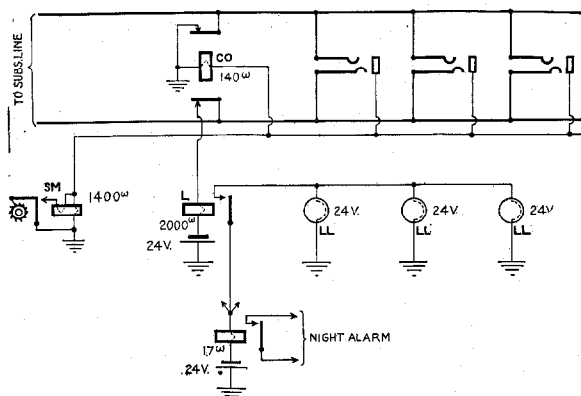 TO SUBS. LINE
CO
140ω
SM
1400ω
L
2000ω
24V.
24V.
LL
24V.
LL
24V
LL
17ω
24V.
NIGHT ALARM